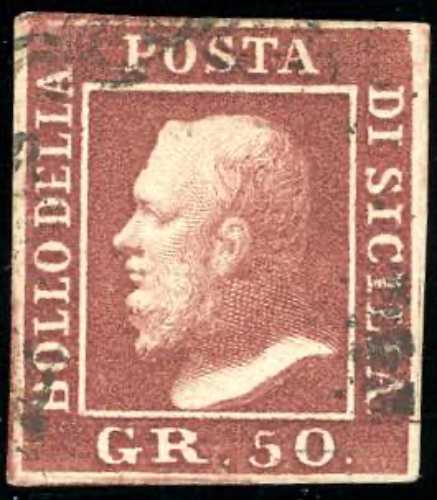 BOLLO DELLA
POSTA
DI SICILIA
GR. 50.